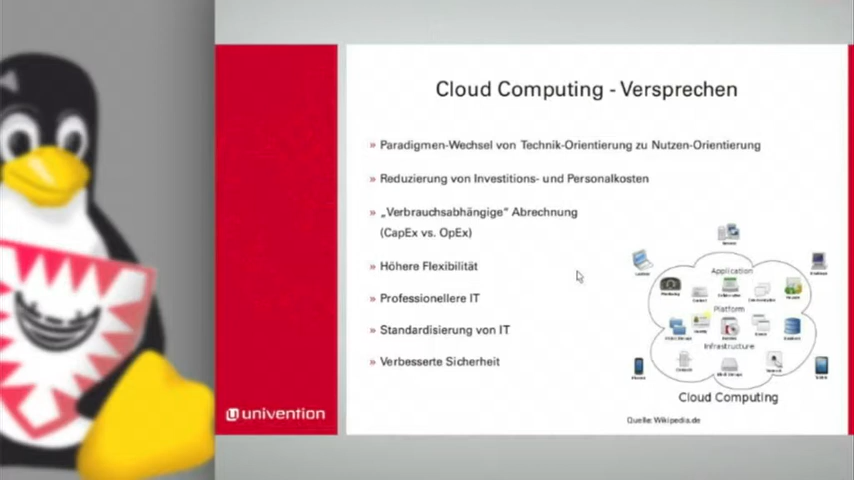 Cloud Computing - Versprechen
» Paradigmen-Wechsel von Technik-Orientierung zu Nutzen-Orientierung
» Reduzierung von Investitions- und Personalkosten
» „Verbrauchsabhängige“ Abrechnung
(CapEx vs. OpEx)
» Höhere Flexibilität
» Professionellere IT
» Standardisierung von IT
» Verbesserte Sicherheit
Application
Platform
Infrastructure
Cloud Computing
Quelle: Wikipedia.de
univention